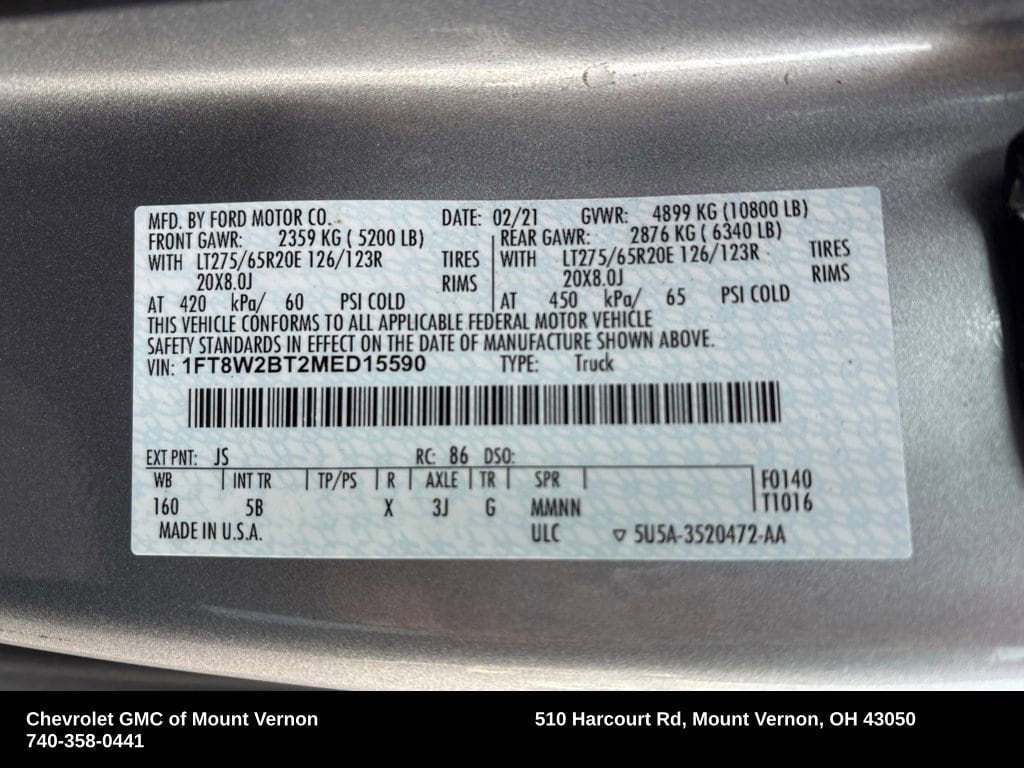 MFD. BY FORD MOTOR CO. DATE: 02/21 GVWR: 4899 KG (10800 LB)
FRONT GAWR: 2359 KG ( 5200 LB) REAR GAWR: 2876 KG ( 6340 LB)
WITH LT275/65R20E 126/123R TIRES WITH LT275/65R20E 126/123R TIRES
20X8.0J RIMS 20X8.0J RIMS
AT 420 kPa/ 60 PSI COLD AT 450 kPa/ 65 PSI COLD
THIS VEHICLE CONFORMS TO ALL APPLICABLE FEDERAL MOTOR VEHICLE
SAFETY STANDARDS IN EFFECT ON THE DATE OF MANUFACTURE SHOWN ABOVE.
VIN: 1FT8W2BT2MED15590 TYPE: Truck
EXT PNT: JS RC: 86 DSO:
WB INT TR TP/PS R AXLE TR SPR F0140
160 5B X 3J G MMNN T1016
MADE IN U.S.A. ULC ▽ 5U5A-3520472-AA
Chevrolet GMC of Mount Vernon 510 Harcourt Rd, Mount Vernon, OH 43050
740-358-0441